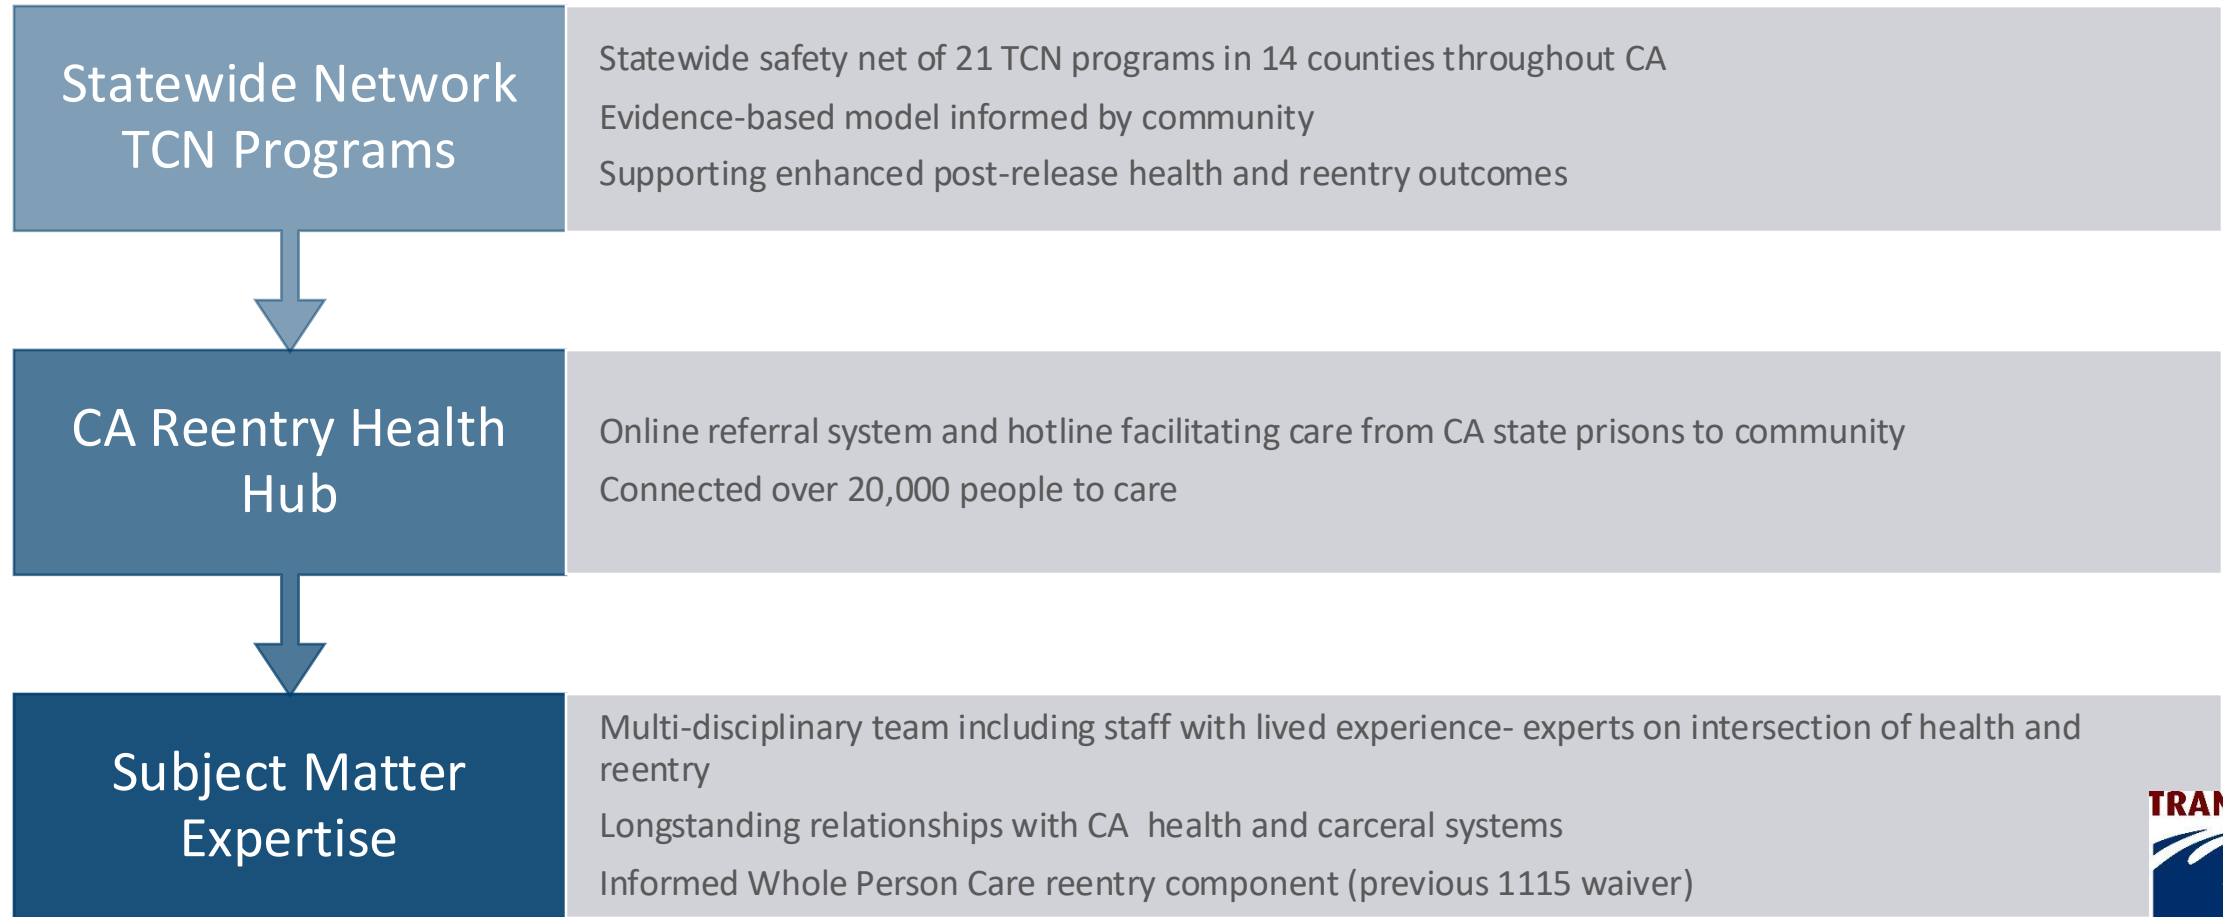 Statewide Network
TCN Programs
Statewide safety net of 21 TCN programs in 14 counties throughout CA
Evidence-based model informed by community
Supporting enhanced post-release health and reentry outcomes
CA Reentry Health
Hub
Online referral system and hotline facilitating care from CA state prisons to community
Connected over 20,000 people to care
Subject Matter
Expertise
Multi-disciplinary team including staff with lived experience- experts on intersection of health and
reentry
Longstanding relationships with CA  health and carceral systems
Informed Whole Person Care reentry component (previous 1115 waiver)